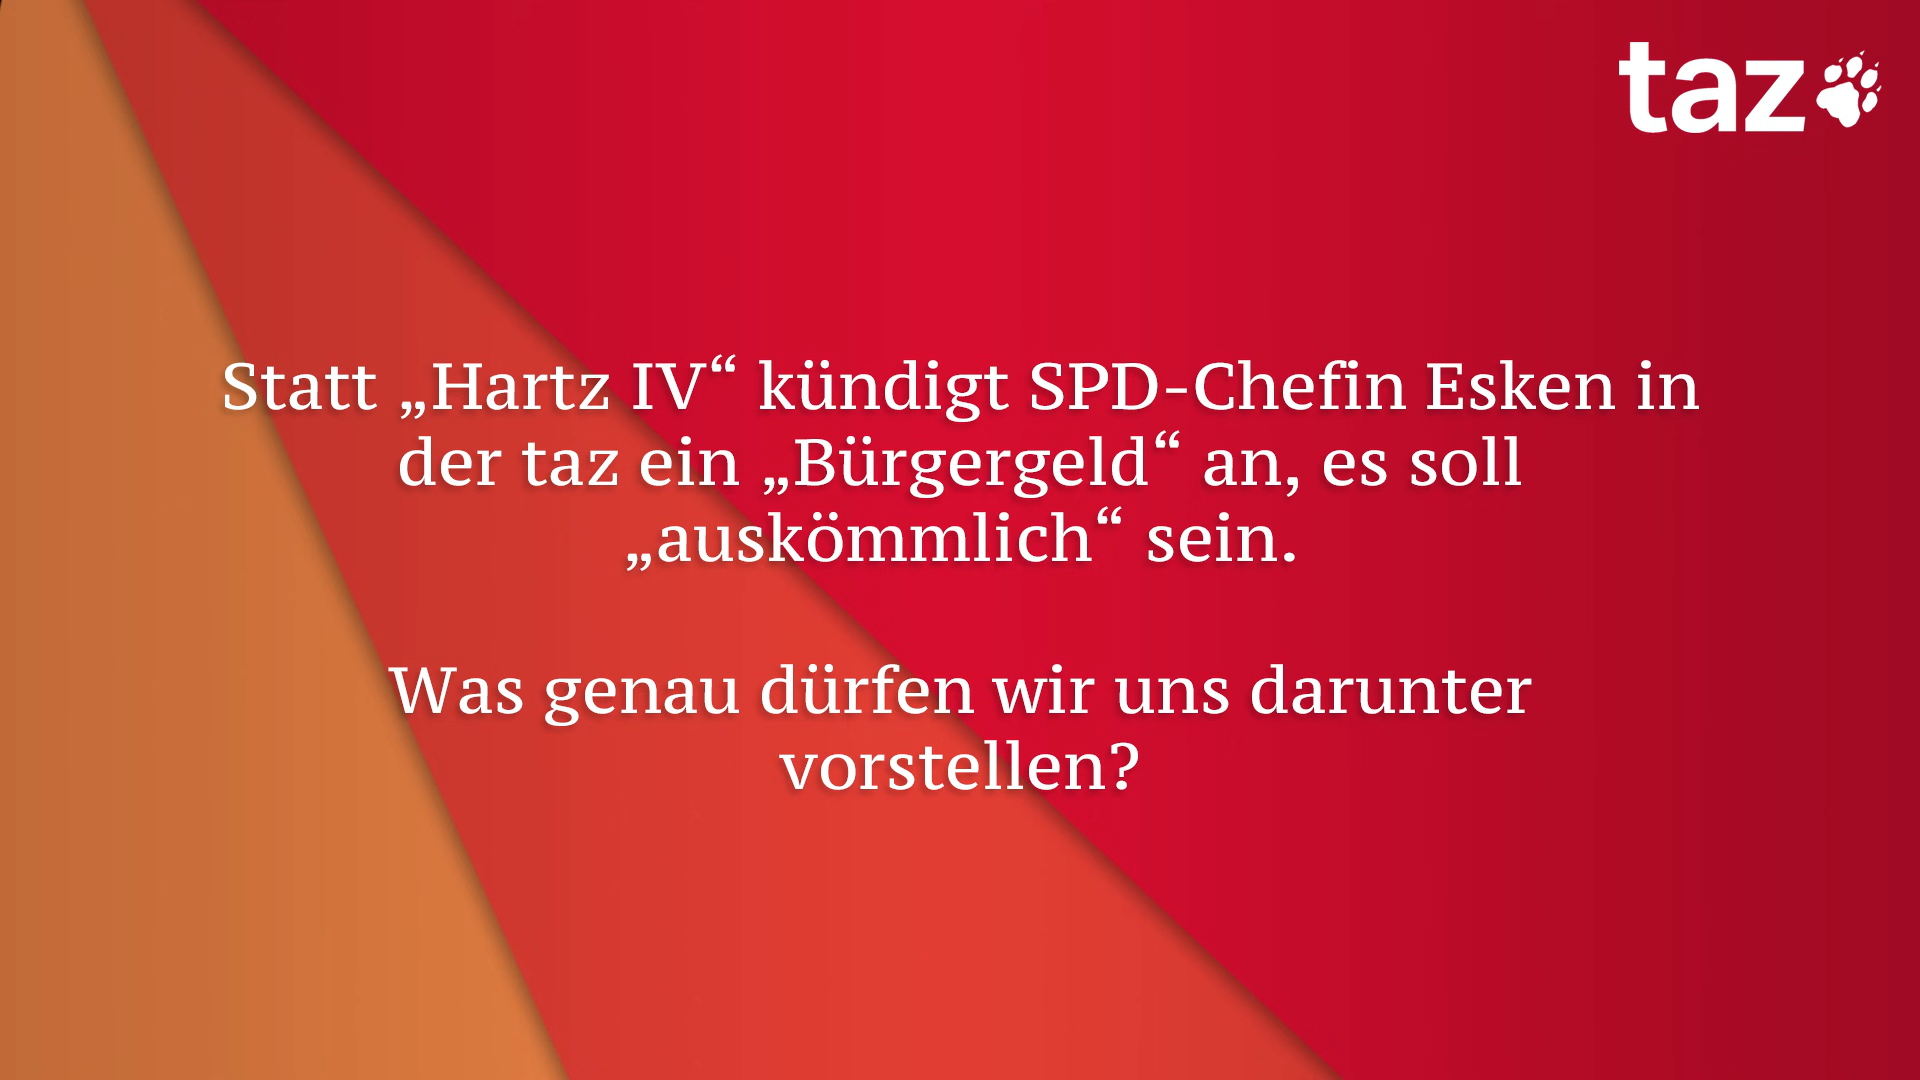 taz
Statt „Hartz IV“ kündigt SPD-Chefin Esken in
der taz ein „Bürgergeld“ an, es soll
„auskömmlich“ sein.
Was genau dürfen wir uns darunter
vorstellen?